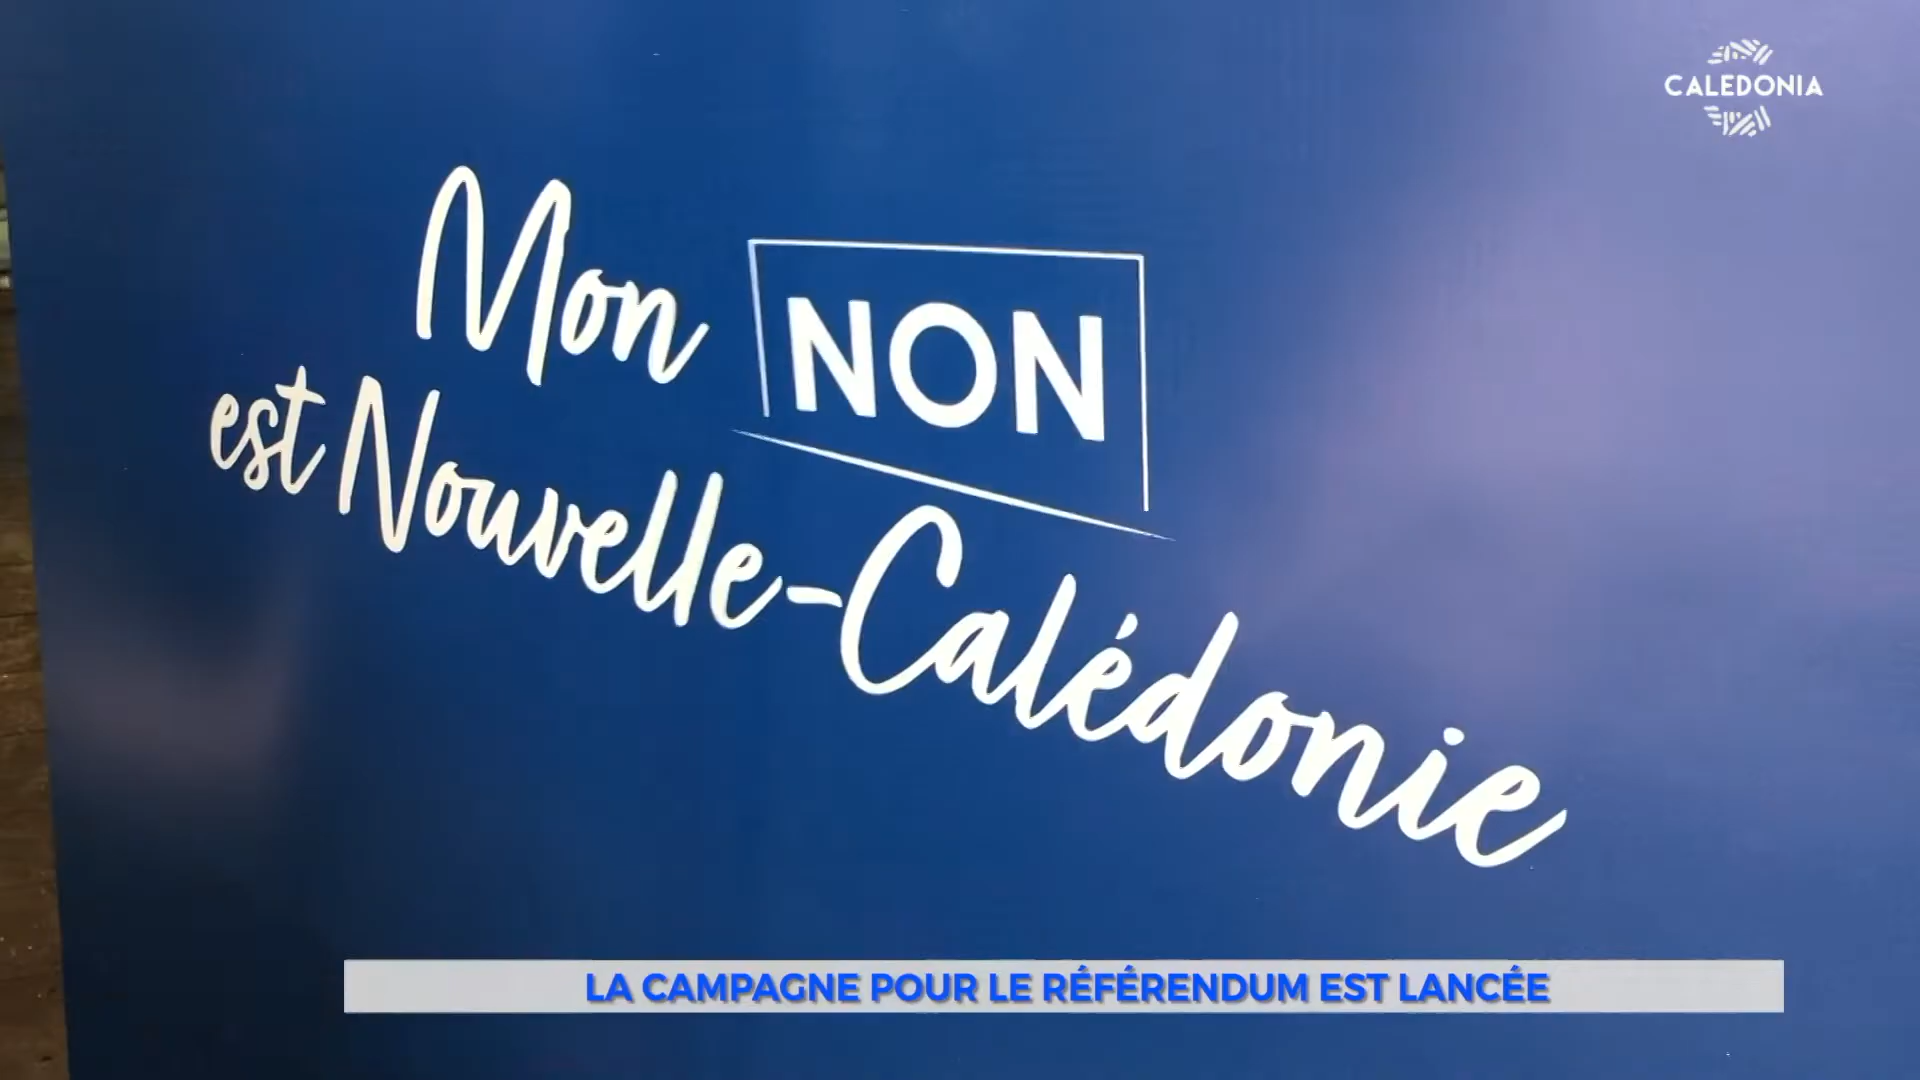 CALEDONIA
Mon NON
est Nouvelle-Calédonie
LA CAMPAGNE POUR LE RÉFÉRENDUM EST LANCÉE